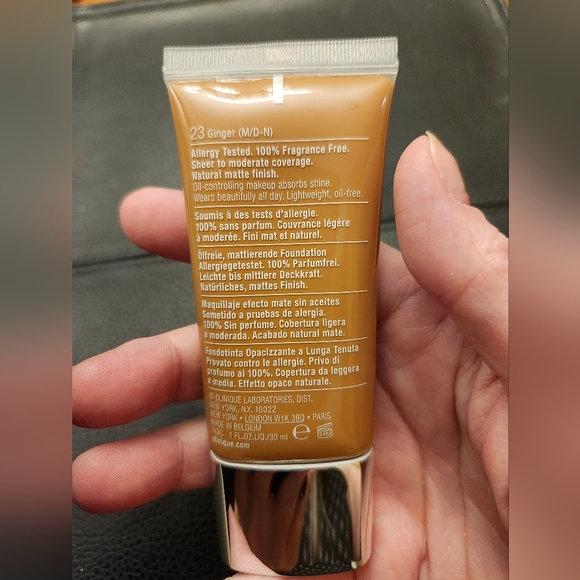 23 Ginger (M/D-N)
Allergy Tested. 100% Fragrance Free.
Sheer to moderate coverage.
Natural matte finish.
Oil-controlling makeup absorbs shine.
Wears beautifully all day. Lightweight, oil-free.
Soumis à des tests d'allergie.
100% sans parfum. Couvrance légère
à modérée. Fini mat et naturel.
Ölfreie, mattierende Foundation
Allergiegetestet. 100% Parfumfrei.
Leichte bis mittlere Deckkraft.
Natürliches, mattes Finish.
Maquillaje efecto mate sin aceites
Sometido a pruebas de alergia.
100% Sin perfume. Cobertura ligera
a moderada. Acabado natural mate.
Fondotinta Opacizzante a Lunga Tenuta
Provato contro le allergie. Privo di
profumo al 100%. Copertura da leggera
a media. Effetto opaco naturale.
© CLINIQUE LABORATORIES, DIST.
NEW YORK, N.Y. 10022
NEW YORK • LONDON W1K 3BQ • PARIS
MADE IN BELGIUM
1 FL.OZ.LIQ./30 ml ℮
clinique.com